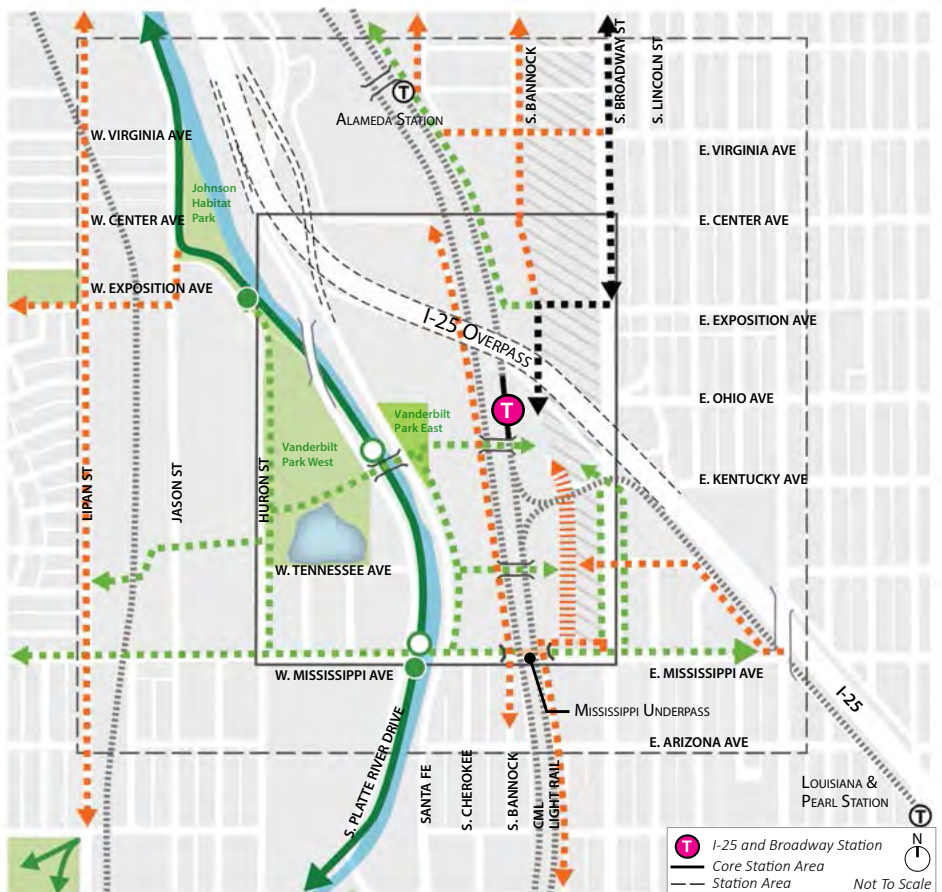 S. BANNOCK
S. BROADWAY ST
S. LINCOLN ST
T
ALAMEDA STATION
W. VIRGINIA AVE
E. VIRGINIA AVE
Johnson
Habitat
Park
W. CENTER AVE
E. CENTER AVE
W. EXPOSITION AVE
I-25 OVERPASS
E. EXPOSITION AVE
E. OHIO AVE
T
Vanderbilt
Park East
Vanderbilt
Park West
LIPAN ST
JASON ST
HURON ST
E. KENTUCKY AVE
W. TENNESSEE AVE
W. MISSISSIPPI AVE
E. MISSISSIPPI AVE
I-25
MISSISSIPPI UNDERPASS
S. PLATTE RIVER DRIVE
SANTA FE
S. CHEROKEE
S. BANNOCK
CML
LIGHT RAIL
E. ARIZONA AVE
LOUISIANA &
PEARL STATION
T
T
I-25 and Broadway Station
N
Core Station Area
Station Area
Not To Scale